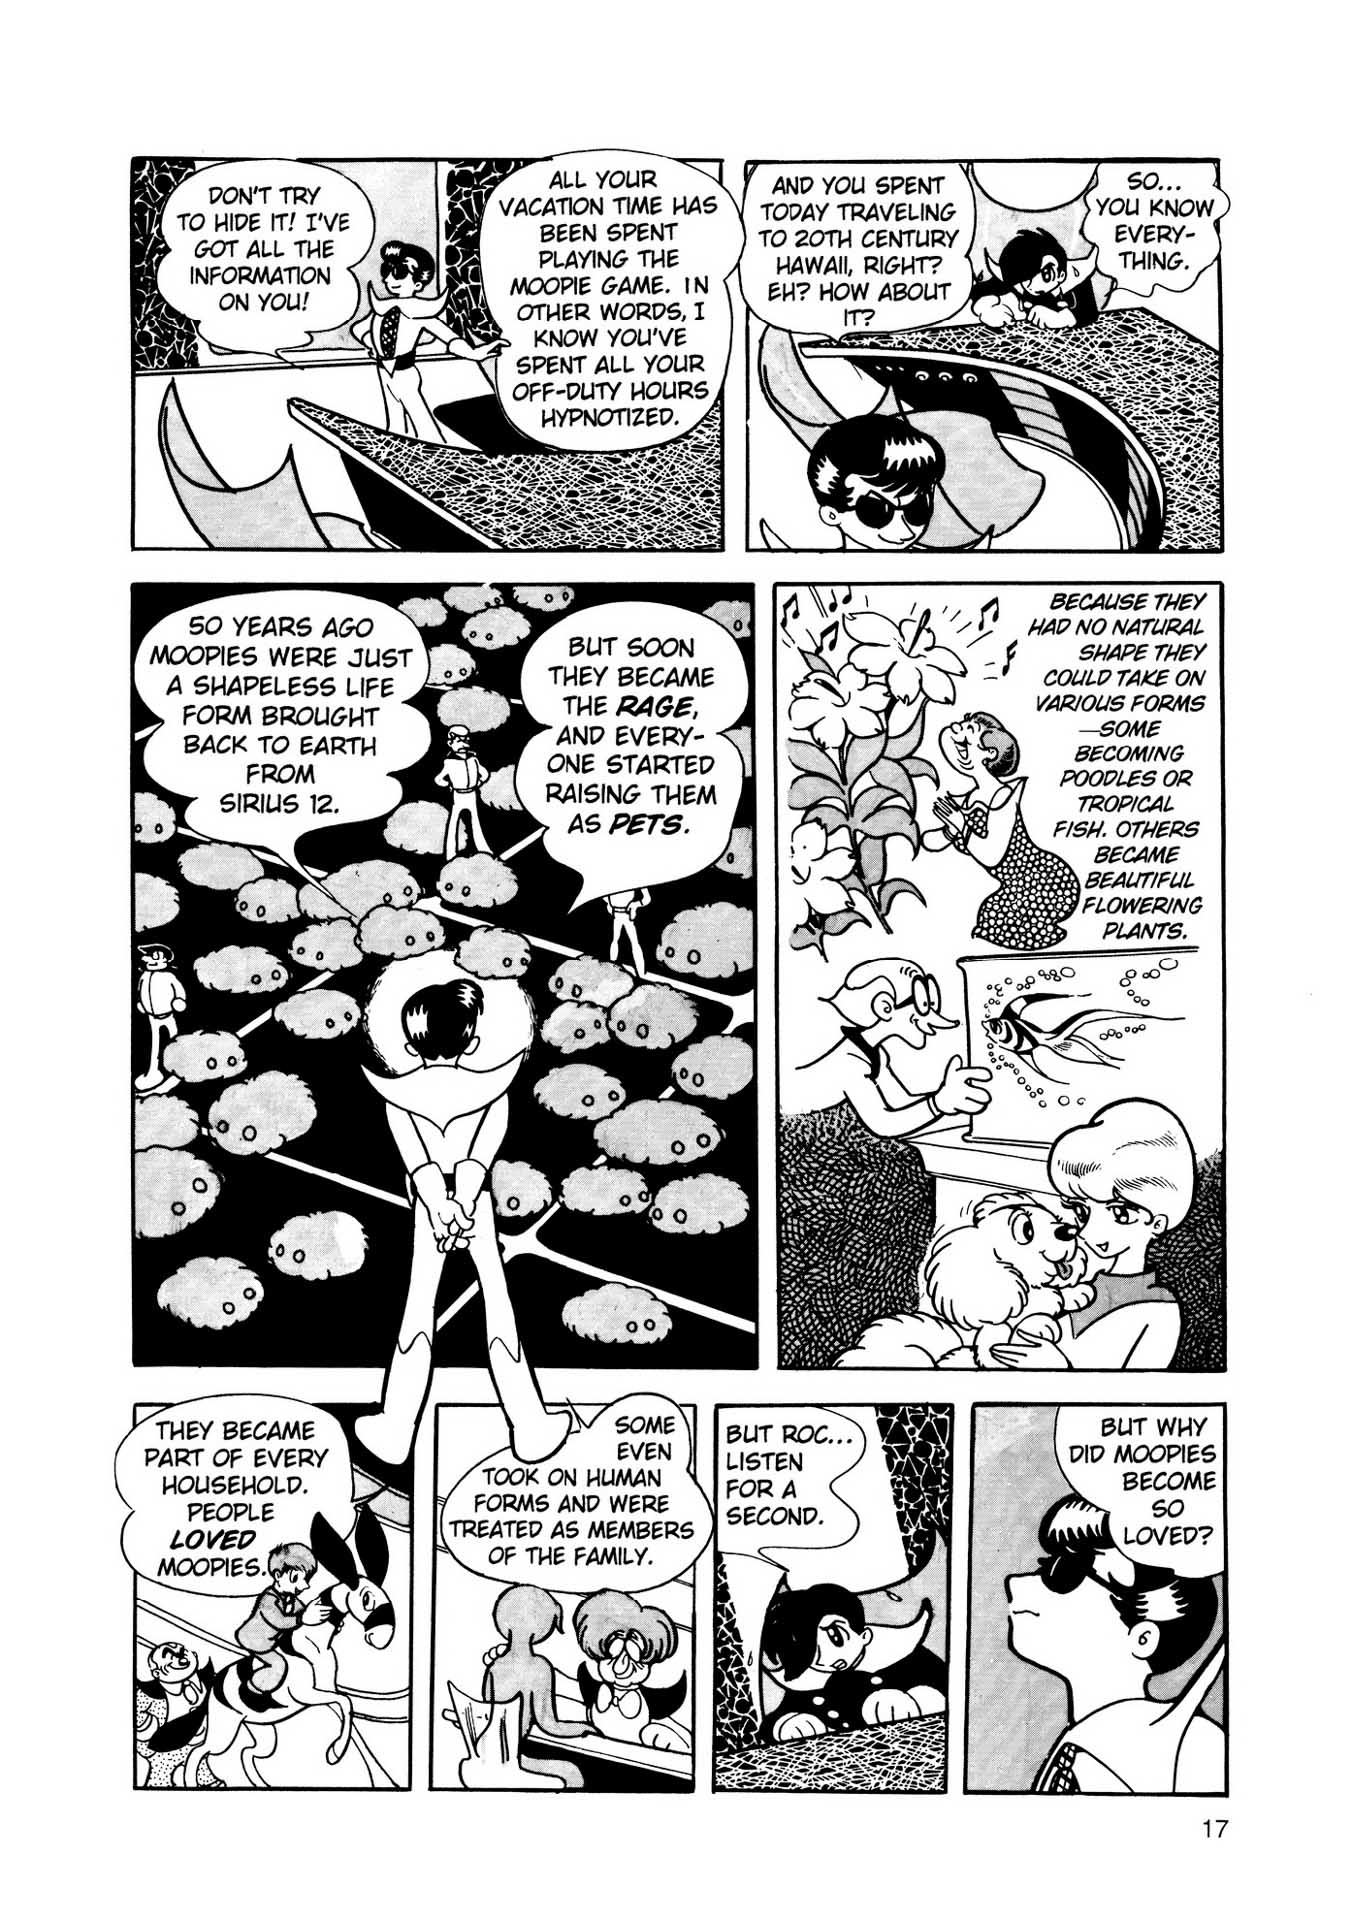 DON'T TRY
TO HIDE IT! I'VE
GOT ALL THE
INFORMATION
ON YOU!
ALL YOUR
VACATION TIME HAS
BEEN SPENT
PLAYING THE
MOOPIE GAME. IN
OTHER WORDS, I
KNOW YOU'VE
SPENT ALL YOUR
OFF-DUTY HOURS
HYPNOTIZED.
AND YOU SPENT
TODAY TRAVELING
TO 20TH CENTURY
HAWAII, RIGHT?
EH? HOW ABOUT
IT?
SO...
YOU KNOW
EVERY-
THING.
50 YEARS AGO
MOOPIES WERE JUST
A SHAPELESS LIFE
FORM BROUGHT
BACK TO EARTH
FROM
SIRIUS 12.
BUT SOON
THEY BECAME
THE RAGE,
AND EVERY-
ONE STARTED
RAISING THEM
AS PETS.
BECAUSE THEY
HAD NO NATURAL
SHAPE THEY
COULD TAKE ON
VARIOUS FORMS
—SOME
BECOMING
POODLES OR
TROPICAL
FISH. OTHERS
BECAME
BEAUTIFUL
FLOWERING
PLANTS.
THEY BECAME
PART OF EVERY
HOUSEHOLD.
PEOPLE
LOVED
MOOPIES.
SOME
EVEN
TOOK ON HUMAN
FORMS AND WERE
TREATED AS MEMBERS
OF THE FAMILY.
BUT ROC...
LISTEN
FOR A
SECOND.
BUT WHY
DID MOOPIES
BECOME
SO
LOVED?
17